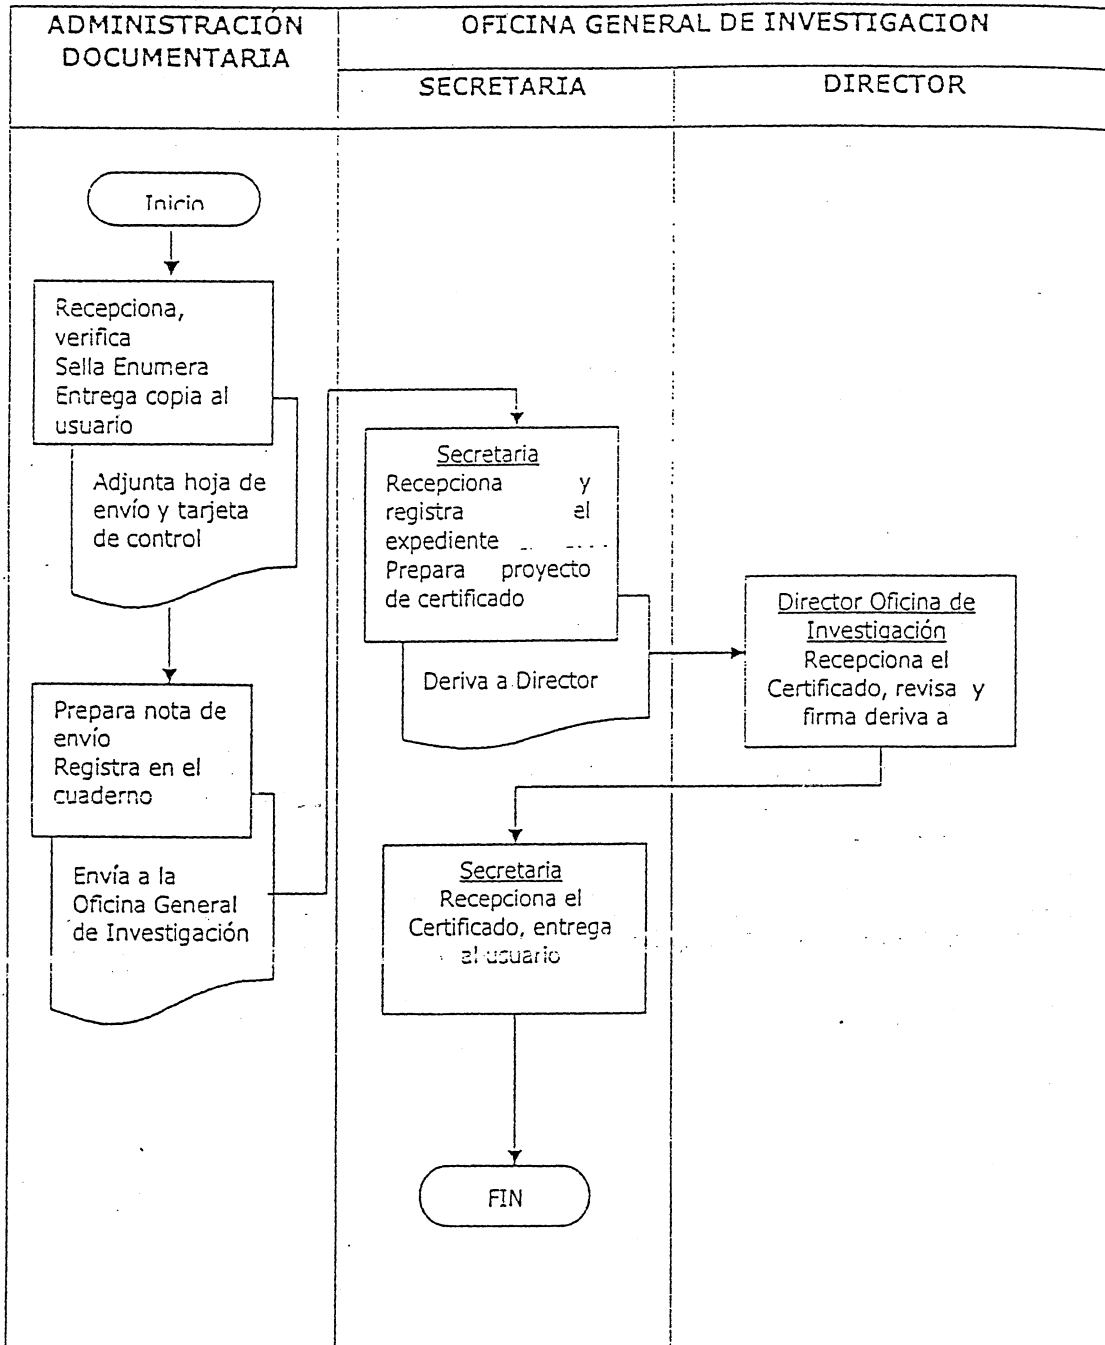 ADMINISTRACIÓN
DOCUMENTARIA
OFICINA GENERAL DE INVESTIGACION
SECRETARIA
DIRECTOR
Inicio
Recepciona,
verifica
Sella Enumera
Entrega copia al
usuario
Adjunta hoja de
envío y tarjeta
de control
Prepara nota de
envío
Registra en el
cuaderno
Envía a la
Oficina General
de Investigación
Secretaria
Recepciona y
registra el
expediente
Prepara proyecto
de certificado
Deriva a Director
Director Oficina de
Investigación
Recepciona el
Certificado, revisa y
firma deriva a
Secretaria
Recepciona el
Certificado, entrega
al usuario
FIN